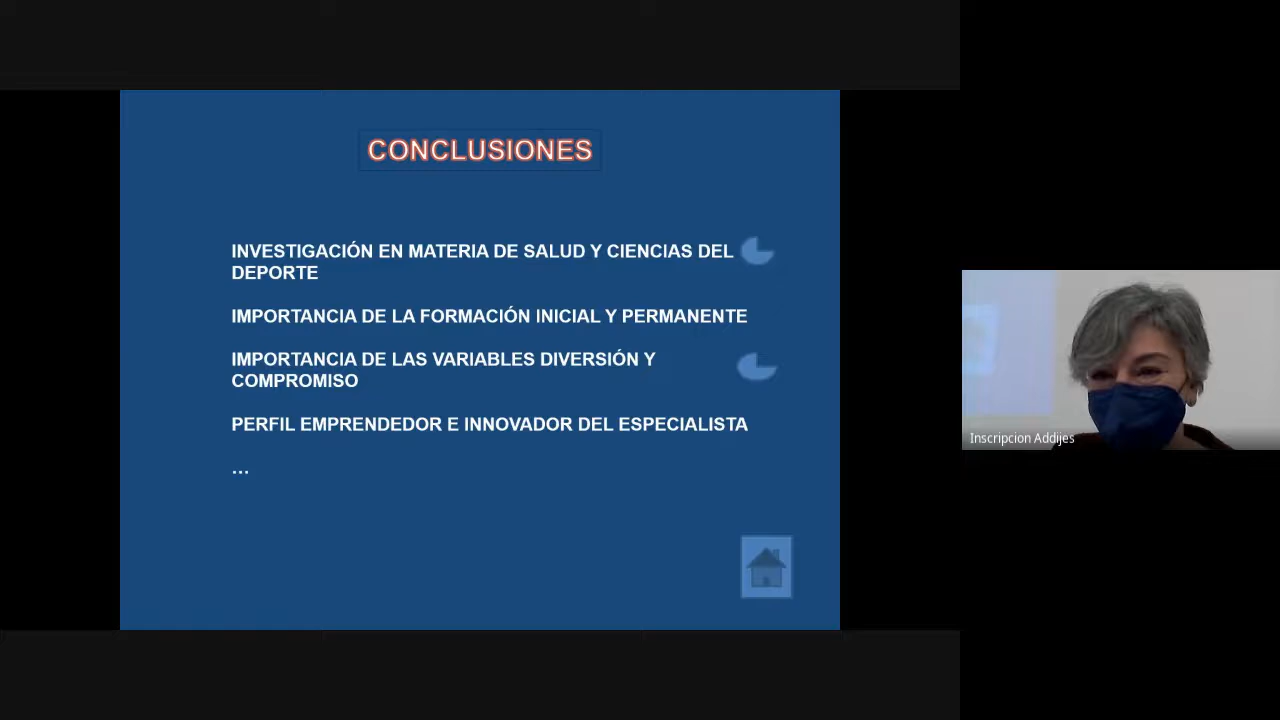 CONCLUSIONES
INVESTIGACIÓN EN MATERIA DE SALUD Y CIENCIAS DEL
DEPORTE
IMPORTANCIA DE LA FORMACIÓN INICIAL Y PERMANENTE
IMPORTANCIA DE LAS VARIABLES DIVERSIÓN Y
COMPROMISO
PERFIL EMPRENDEDOR E INNOVADOR DEL ESPECIALISTA
...
Inscripcion Addijes